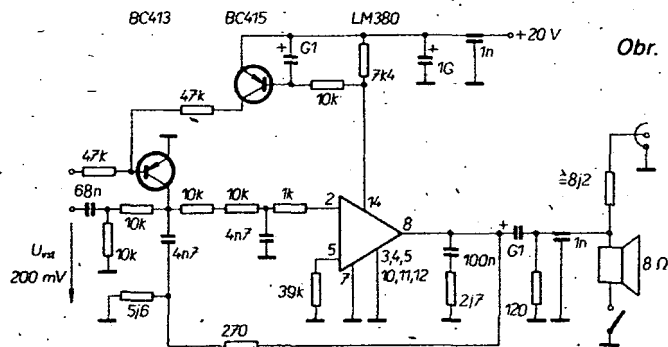 BC413 BC415 LM380
G1
1n
+20 V
Obr.
7k4
1G
10k
47k
47k
68n
10k
10k
10k
1k
2
14
8
G1
≧8j2
10k
4n7
4n7
5
7
3,4,5
10,11,12
100n
1n
8 Ω
Uvst
200 mV
39k
2j7
120
5j6
270